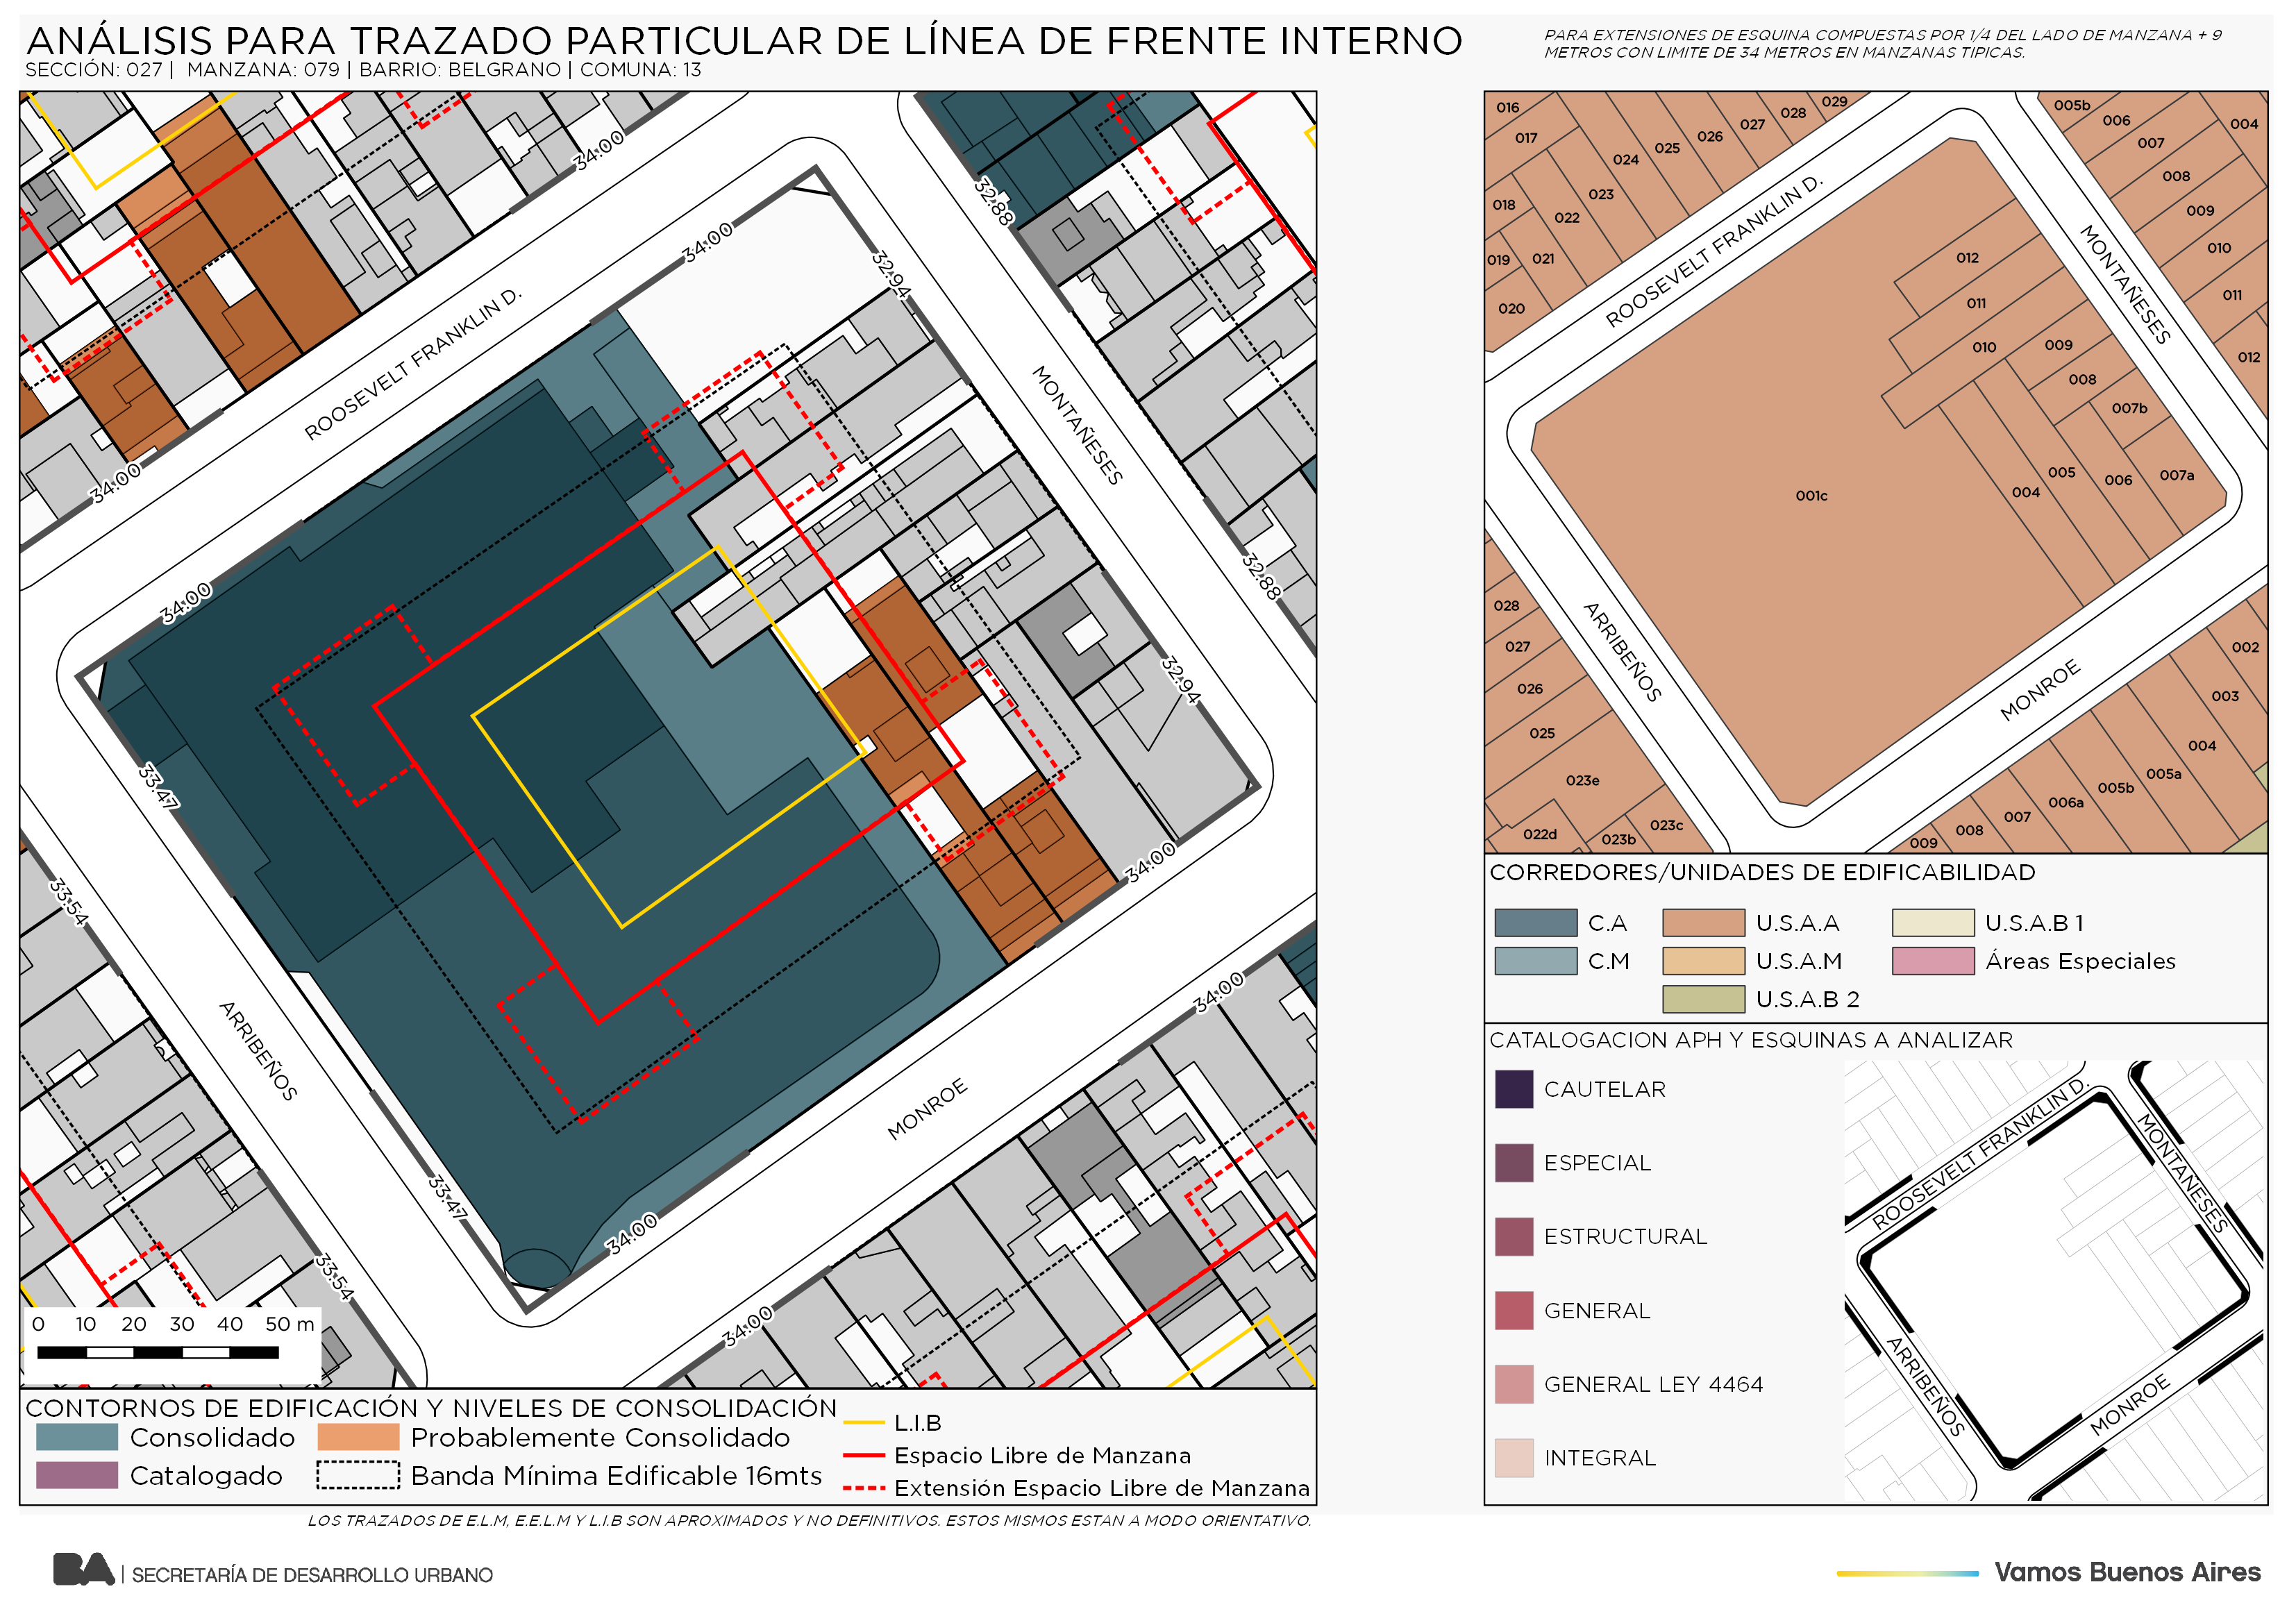 ANÁLISIS PARA TRAZADO PARTICULAR DE LÍNEA DE FRENTE INTERNO
SECCIÓN: 027 | MANZANA: 079 | BARRIO: BELGRANO | COMUNA: 13
PARA EXTENSIONES DE ESQUINA COMPUESTAS POR 1/4 DEL LADO DE MANZANA + 9
METROS CON LIMITE DE 34 METROS EN MANZANAS TIPICAS.
34.00
32.88
34.00
32.94
ROOSEVELT FRANKLIN D.
MONTAÑESES
34.00
34.00
32.88
32.94
33.47
34.00
33.54
34.00
ARRIBEÑOS
MONROE
33.47
34.00
33.54
34.00
0 10 20 30 40 50 m
CONTORNOS DE EDIFICACIÓN Y NIVELES DE CONSOLIDACIÓN
Consolidado
Probablemente Consolidado
Catalogado
Banda Mínima Edificable 16mts
L.I.B
Espacio Libre de Manzana
Extensión Espacio Libre de Manzana
LOS TRAZADOS DE E.L.M, E.E.L.M Y L.I.B SON APROXIMADOS Y NO DEFINITIVOS. ESTOS MISMOS ESTAN A MODO ORIENTATIVO.
016
017
018
019
020
021
022
023
024
025
026
027
028
029
005b
006
004
007
008
009
010
011
012
ROOSEVELT FRANKLIN D.
MONTAÑESES
012
011
010
009
008
007b
007a
006
005
004
001c
ARRIBEÑOS
MONROE
028
027
026
025
023e
022d
023b
023c
002
003
004
005a
005b
006a
007
008
009
CORREDORES/UNIDADES DE EDIFICABILIDAD
C.A
U.S.A.A
U.S.A.B 1
C.M
U.S.A.M
Áreas Especiales
U.S.A.B 2
CATALOGACION APH Y ESQUINAS A ANALIZAR
CAUTELAR
ESPECIAL
ESTRUCTURAL
GENERAL
GENERAL LEY 4464
INTEGRAL
ROOSEVELT FRANKLIN D.
MONTAÑESES
ARRIBEÑOS
MONROE
BA | SECRETARÍA DE DESARROLLO URBANO
Vamos Buenos Aires